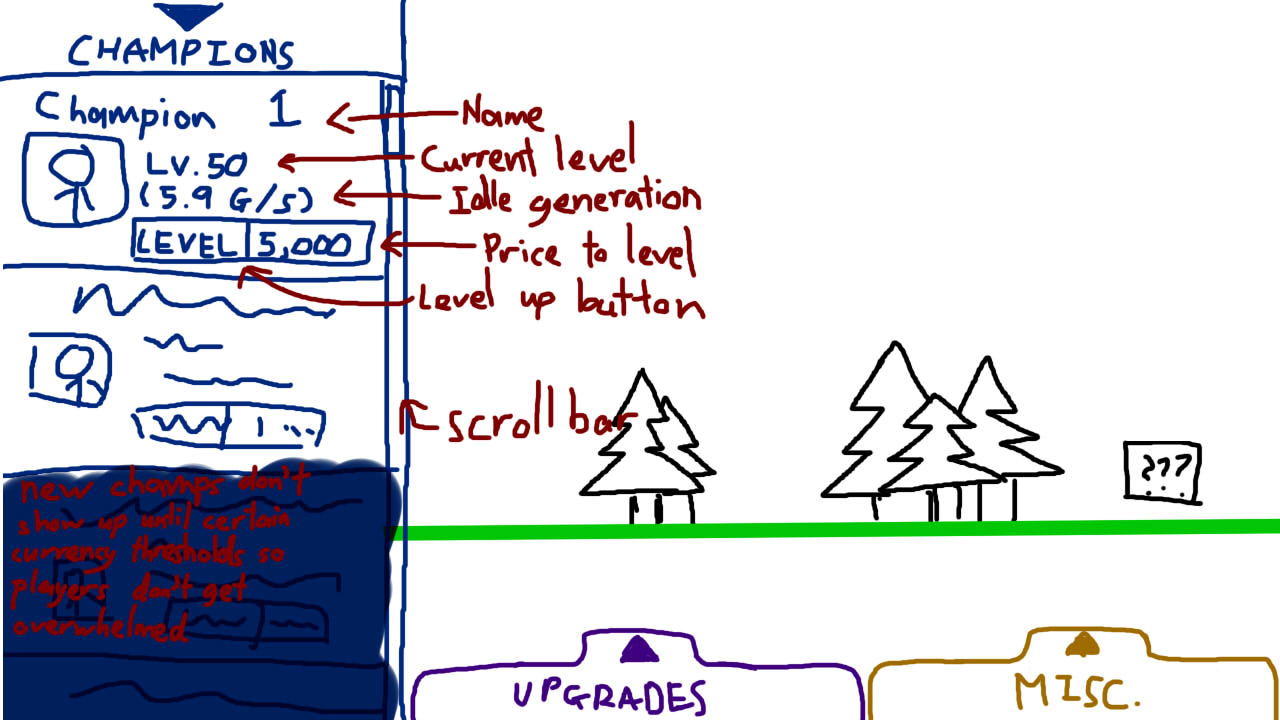 CHAMPIONS
Champion 1
Name
Lv.50
Current level
(5.9 G/s)
Idle generation
LEVEL 5,000
Price to level
Level up button
1 ...
scroll bar
new champs don't
show up until certain
currency thresholds so
players don't get
overwhelmed
???
...
UPGRADES
MISC.